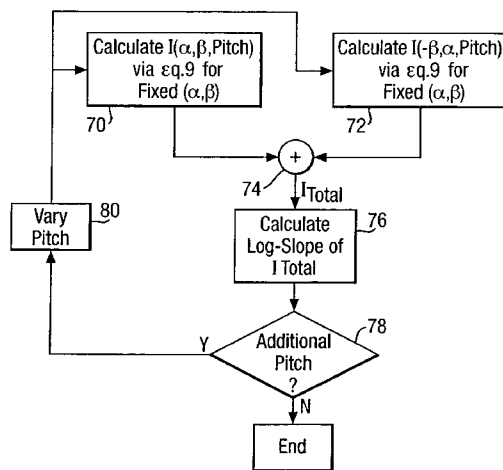 Calculate I(α,β,Pitch)
via εq.9 for
Fixed (α,β)
70
Calculate I(-β,α,Pitch)
via εq.9 for
Fixed (α,β)
72
+
74
I Total
Vary
Pitch
80
Calculate
Log-Slope of
I Total
76
Additional
Pitch
?
78
Y
N
End